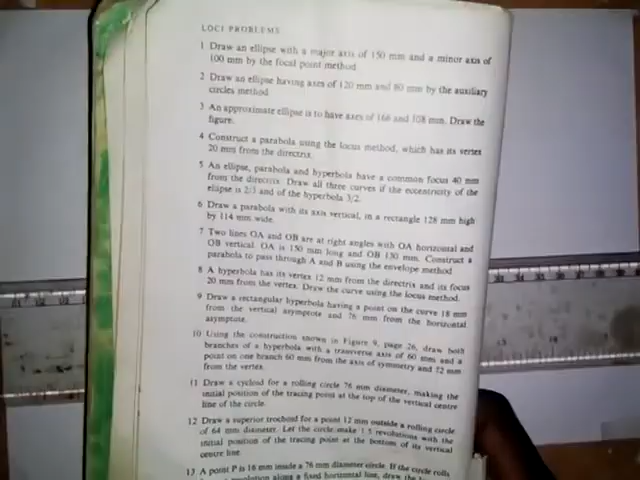 LOCI PROBLEMS
1 Draw an ellipse with a major axis of 150 mm and a minor axis of
100 mm by the focal point method.
2 Draw an ellipse having axes of 120 mm and 80 mm by the auxiliary
circles method
3 An approximate ellipse is to have axes of 166 and 108 mm. Draw the
figure.
4 Construct a parabola using the locus method, which has its vertex
20 mm from the directrix.
5 An ellipse, parabola and hyperbola have a common focus 40 mm
from the directrix. Draw all three curves if the eccentricity of the
ellipse is 2/3 and of the hyperbola 3/2.
6 Draw a parabola with its axis vertical, in a rectangle 128 mm high
by 114 mm wide.
7 Two lines OA and OB are at right angles with OA horizontal and
OB vertical. OA is 150 mm long and OB 130 mm. Construct a
parabola to pass through A and B using the envelope method
8 A hyperbola has its vertex 12 mm from the directrix and its focus
20 mm from the vertex. Draw the curve using the locus method.
9 Draw a rectangular hyperbola having a point on the curve 18 mm
from the vertical asymptote and 76 mm from the horizontal
asymptote.
10 Using the construction shown in Figure 9, page 26, draw both
branches of a hyperbola with a transverse axis of 60 mm and a
point on one branch 60 mm from the axis of symmetry and 52 mm
from the vertex.
11 Draw a cycloid for a rolling circle 76 mm diameter, making the
initial position of the tracing point at the top of the vertical centre
line of the circle.
12 Draw a superior trochoid for a point 12 mm outside a rolling circle
of 64 mm diameter. Let the circle make 1.5 revolutions with the
initial position of the tracing point at the bottom of its vertical
centre line.
13 A point P is 16 mm inside a 76 mm diameter circle. If the circle rolls
along a fixed horizontal line, draw the